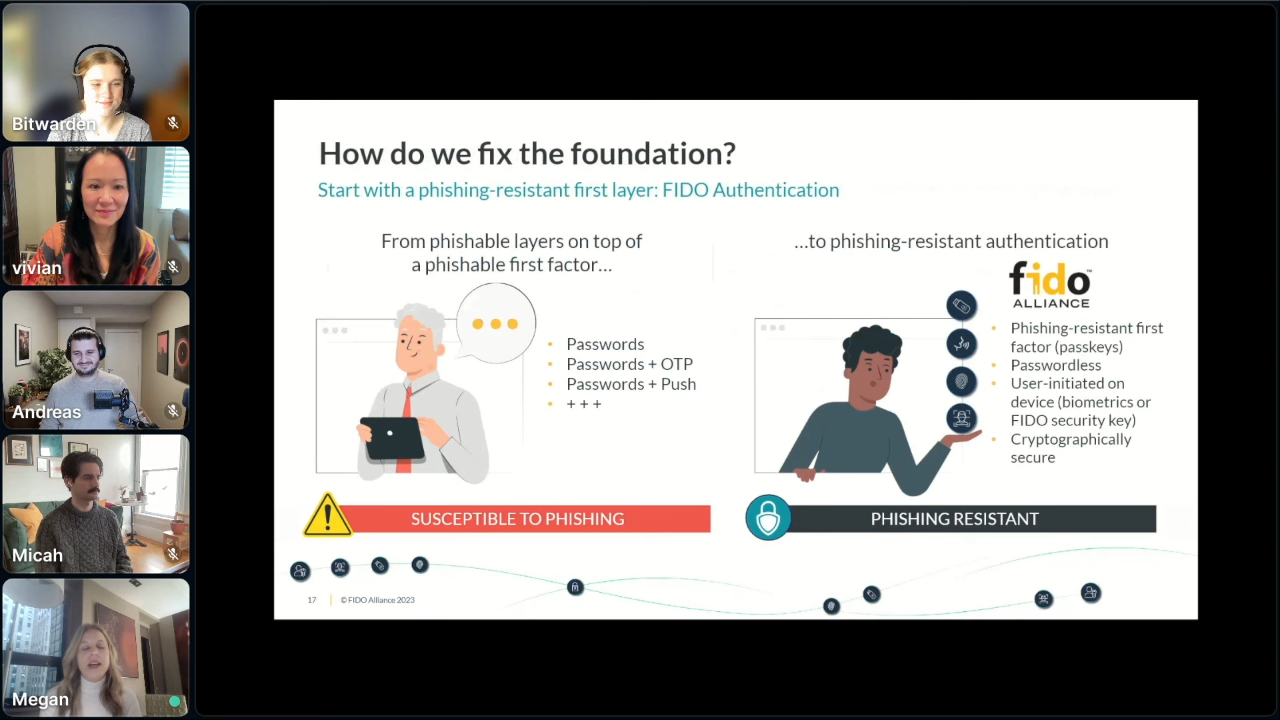 Bitwarden
vivian
Andreas
Micah
Megan
How do we fix the foundation?
Start with a phishing-resistant first layer: FIDO Authentication
From phishable layers on top of
a phishable first factor...
• Passwords
• Passwords + OTP
• Passwords + Push
• + + +
SUSCEPTIBLE TO PHISHING
...to phishing-resistant authentication
fido™
ALLIANCE
• Phishing-resistant first
factor (passkeys)
• Passwordless
• User-initiated on
device (biometrics or
FIDO security key)
• Cryptographically
secure
PHISHING RESISTANT
17 | © FIDO Alliance 2023